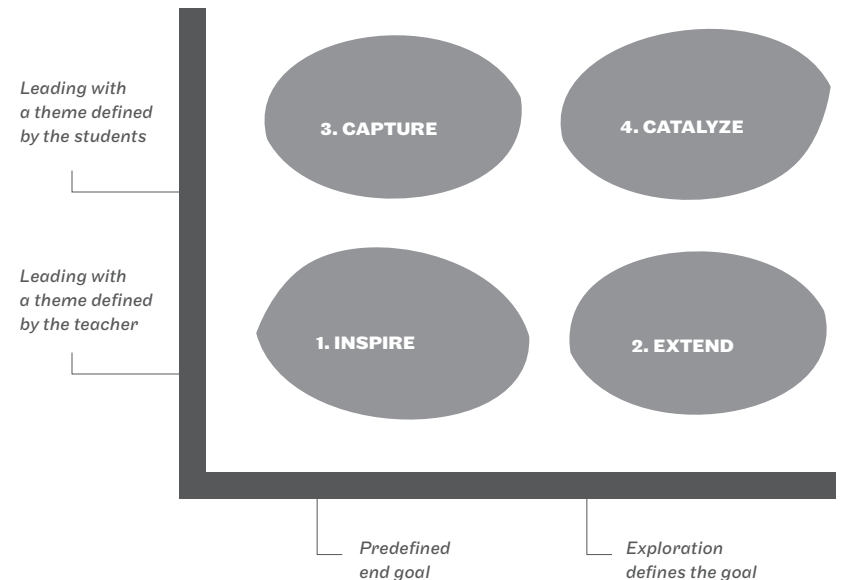 Leading with
a theme defined
by the students
3. CAPTURE
4. CATALYZE
Leading with
a theme defined
by the teacher
1. INSPIRE
2. EXTEND
Predefined
end goal
Exploration
defines the goal